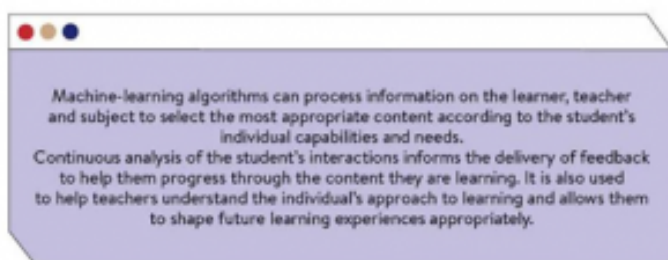 Machine-learning algorithms can process information on the learner, teacher
and subject to select the most appropriate content according to the student's
individual capabilities and needs.
Continuous analysis of the student's interactions informs the delivery of feedback
to help them progress through the content they are learning. It is also used
to help teachers understand the individual's approach to learning and allows them
to shape future learning experiences appropriately.